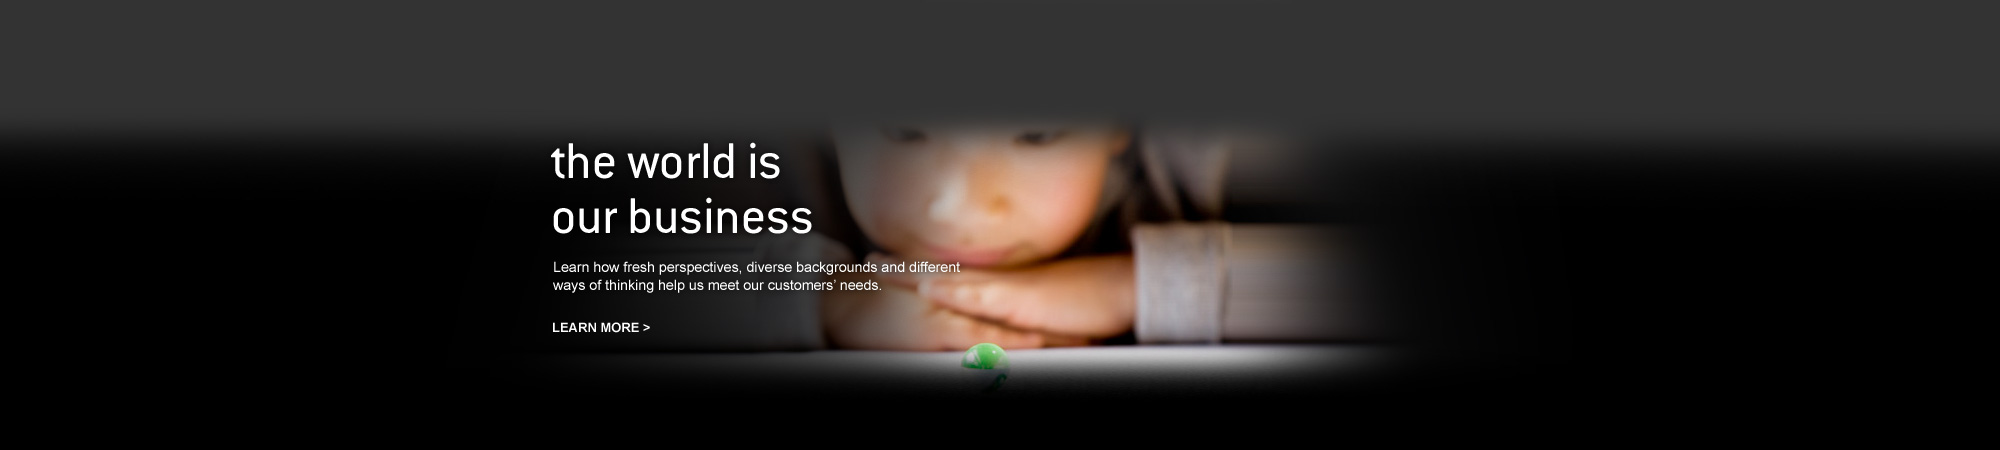 the world is
our business
Learn how fresh perspectives, diverse backgrounds and different
ways of thinking help us meet our customers’ needs.
LEARN MORE >